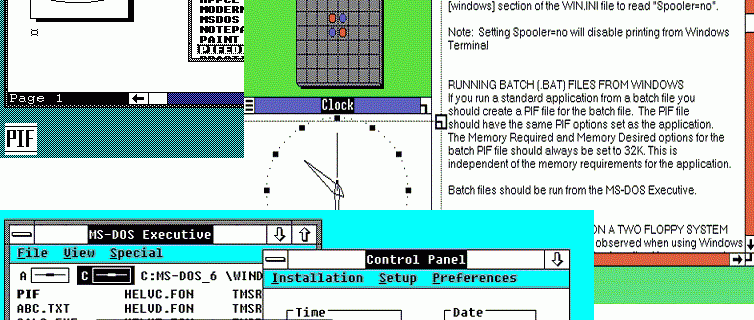 [windows] section of the WIN.INI file to read "Spooler=no".
Note: Setting Spooler=no will disable printing from Windows
Terminal
MODERN
MSDOS
NOTEPA
PAINT
Page 1
PIF
Clock
RUNNING BATCH (.BAT) FILES FROM WINDOWS
If you run a standard application from a batch file you
should create a PIF file for the batch file. The PIF file
should have the same PIF options set as the application.
The Memory Required and Memory Desired options for the
batch PIF file should always be set to 32K. This is
independent of the memory requirements for the application.
Batch files should be run from the MS-DOS Executive.
ON A TWO FLOPPY SYSTEM
observed when using Windows
MS-DOS Executive
File View Special
A C C:MS-DOS_6 \WIND
PIF HELVC.FON TMSR
ABC.TXT HELVD.FON TMSR
Control Panel
Installation Setup Preferences
Time Date